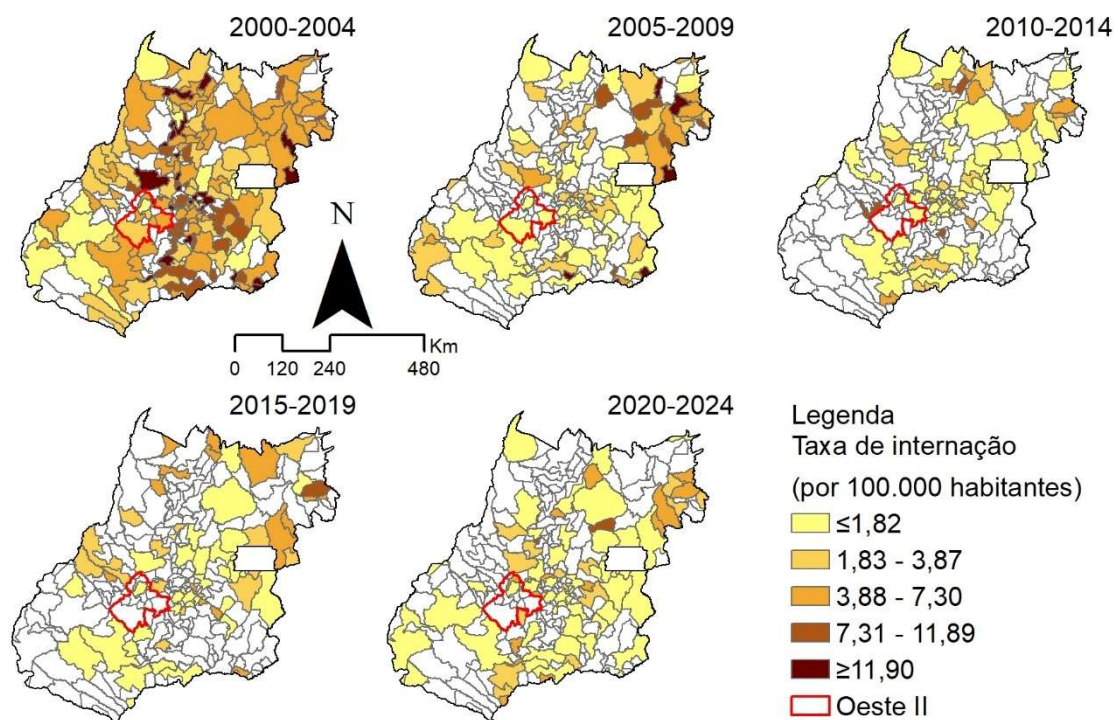 2000-2004
2005-2009
2010-2014
N
Km
0 120 240 480
2015-2019
2020-2024
Legenda
Taxa de internação
(por 100.000 habitantes)
≤1,82
1,83 - 3,87
3,88 - 7,30
7,31 - 11,89
≥11,90
Oeste II